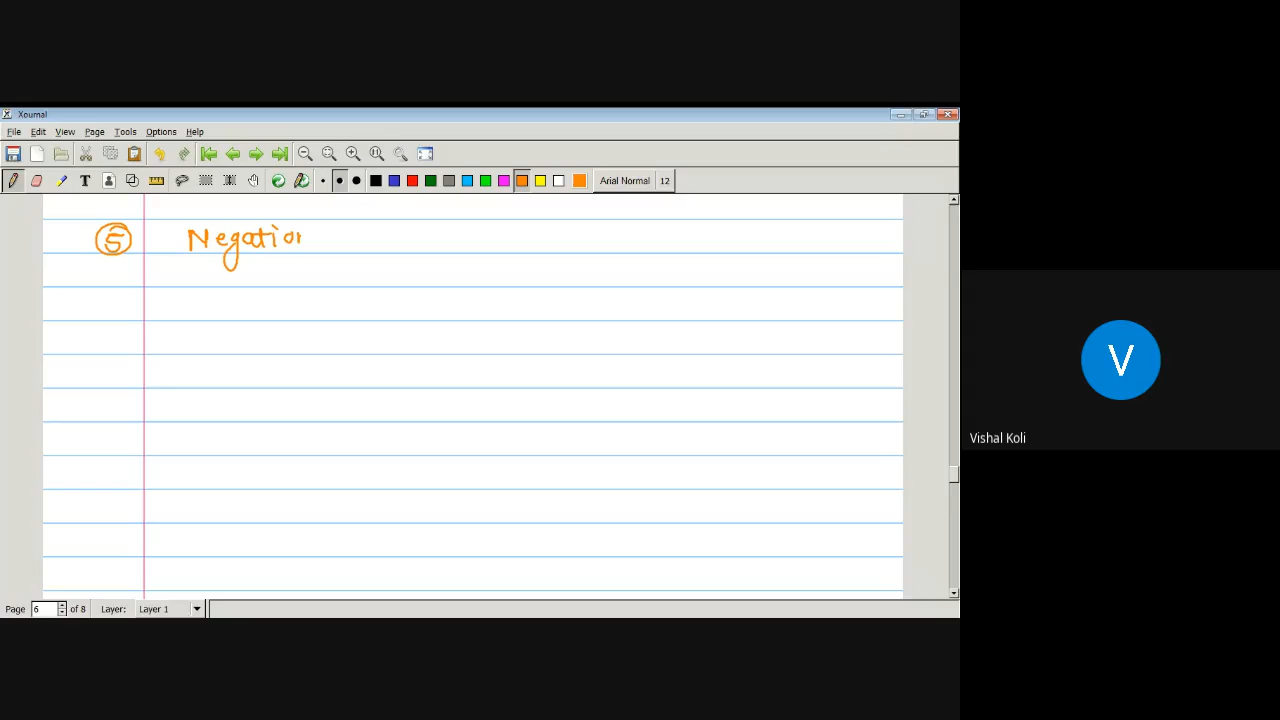 Xournal
File Edit View Page Tools Options Help
T Arial Normal 12
5 Negation
V
Vishal Koli
Page 6 of 8 Layer: Layer 1